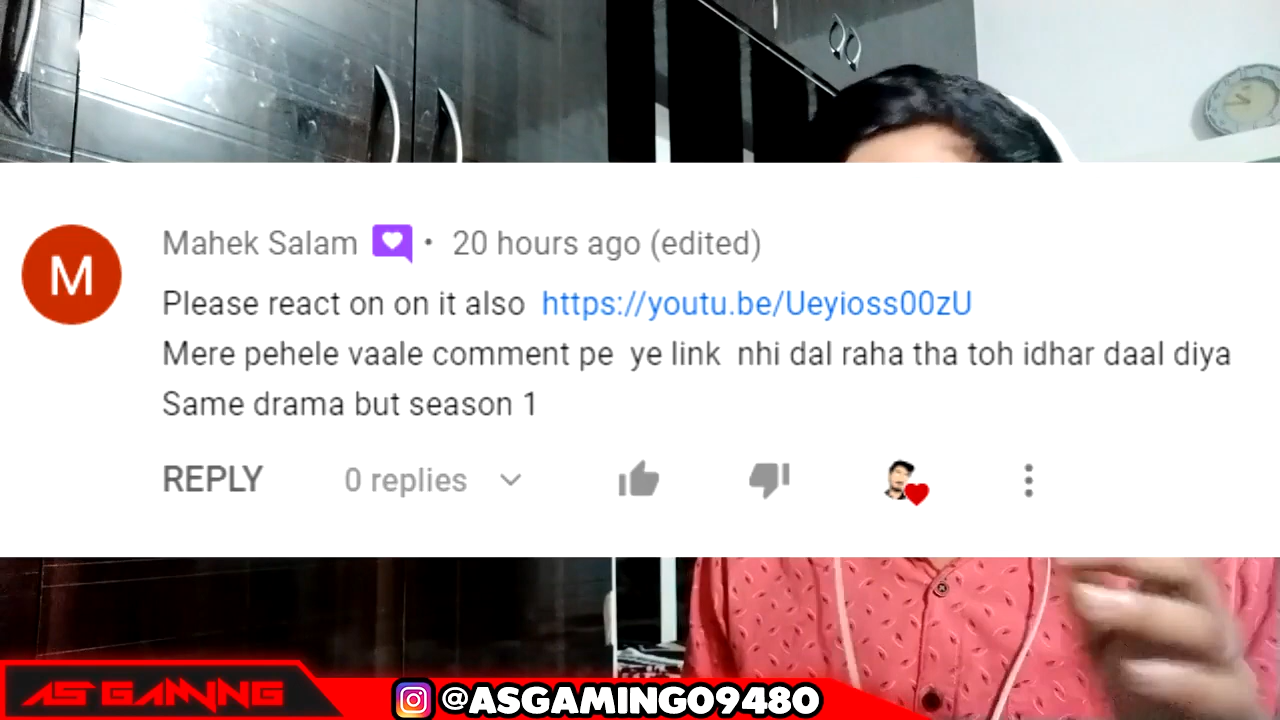 M
Mahek Salam • 20 hours ago (edited)
Please react on on it also https://youtu.be/Ueyioss00zU
Mere pehele vaale comment pe ye link nhi dal raha tha toh idhar daal diya
Same drama but season 1
REPLY 0 replies
AS GAMING
@ASGAMING09480